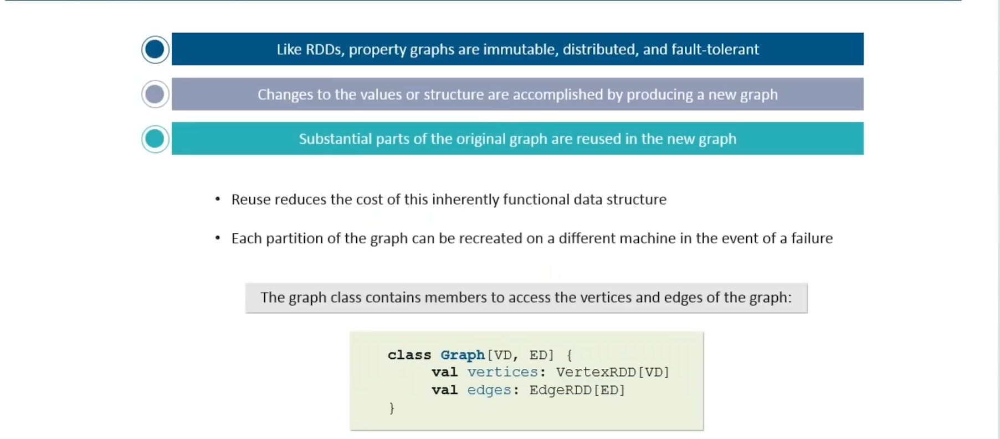 Like RDDs, property graphs are immutable, distributed, and fault-tolerant
Changes to the values or structure are accomplished by producing a new graph
Substantial parts of the original graph are reused in the new graph
• Reuse reduces the cost of this inherently functional data structure
• Each partition of the graph can be recreated on a different machine in the event of a failure
The graph class contains members to access the vertices and edges of the graph:
class Graph[VD, ED] {
val vertices: VertexRDD[VD]
val edges: EdgeRDD[ED]
}